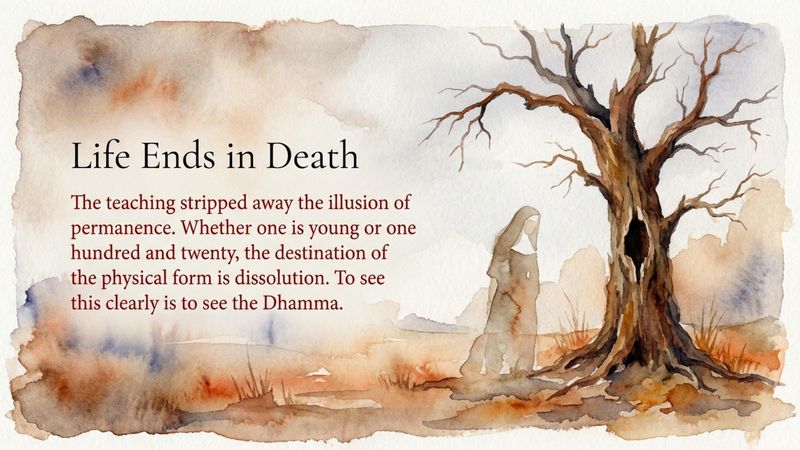 Life Ends in Death
The teaching stripped away the illusion of
permanence. Whether one is young or one
hundred and twenty, the destination of
the physical form is dissolution. To see
this clearly is to see the Dhamma.